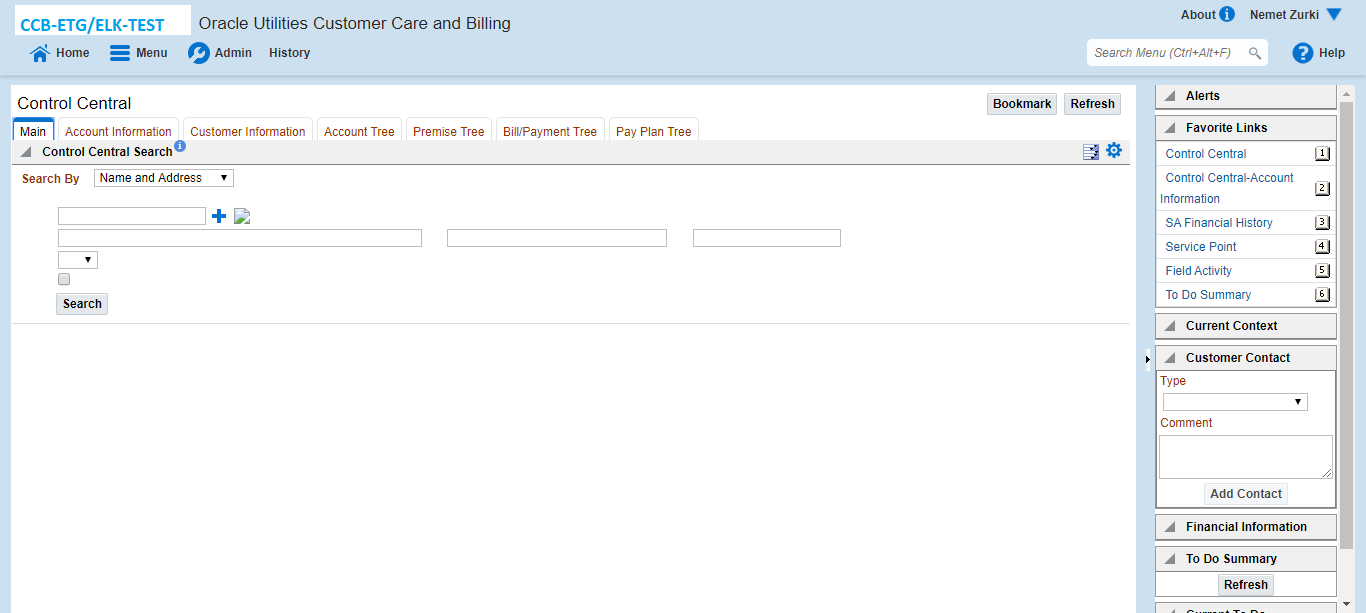 CCB-ETG/ELK-TEST
Oracle Utilities Customer Care and Billing
About
Nemet Zurki
Home
Menu
Admin
History
Search Menu (Ctrl+Alt+F)
Help
Control Central
Bookmark
Refresh
Main
Account Information
Customer Information
Account Tree
Premise Tree
Bill/Payment Tree
Pay Plan Tree
Control Central Search
Search By
Name and Address
Search
Alerts
Favorite Links
Control Central
1
Control Central-Account
Information
2
SA Financial History
3
Service Point
4
Field Activity
5
To Do Summary
6
Current Context
Customer Contact
Type
Comment
Add Contact
Financial Information
To Do Summary
Refresh
Current To Do